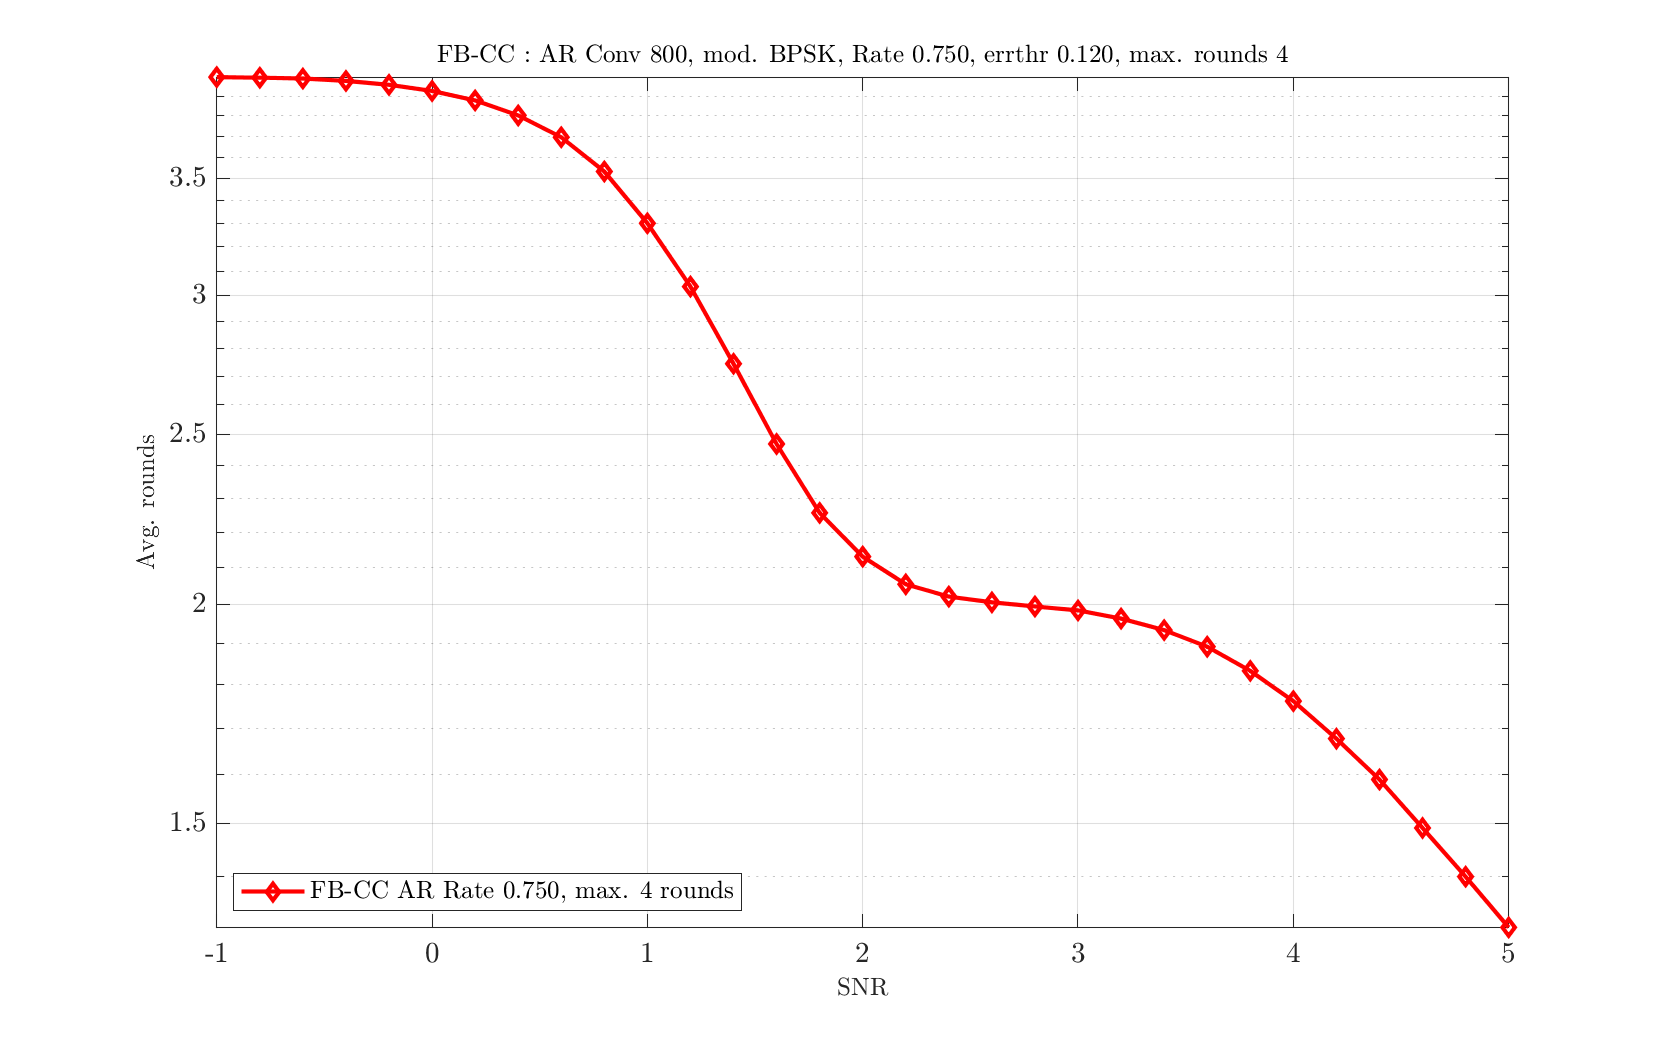 FB-CC : AR Conv 800, mod. BPSK, Rate 0.750, errthr 0.120, max. rounds 4
3.5
3
2.5
2
1.5
Avg. rounds
FB-CC AR Rate 0.750, max. 4 rounds
-1 0 1 2 3 4 5
SNR